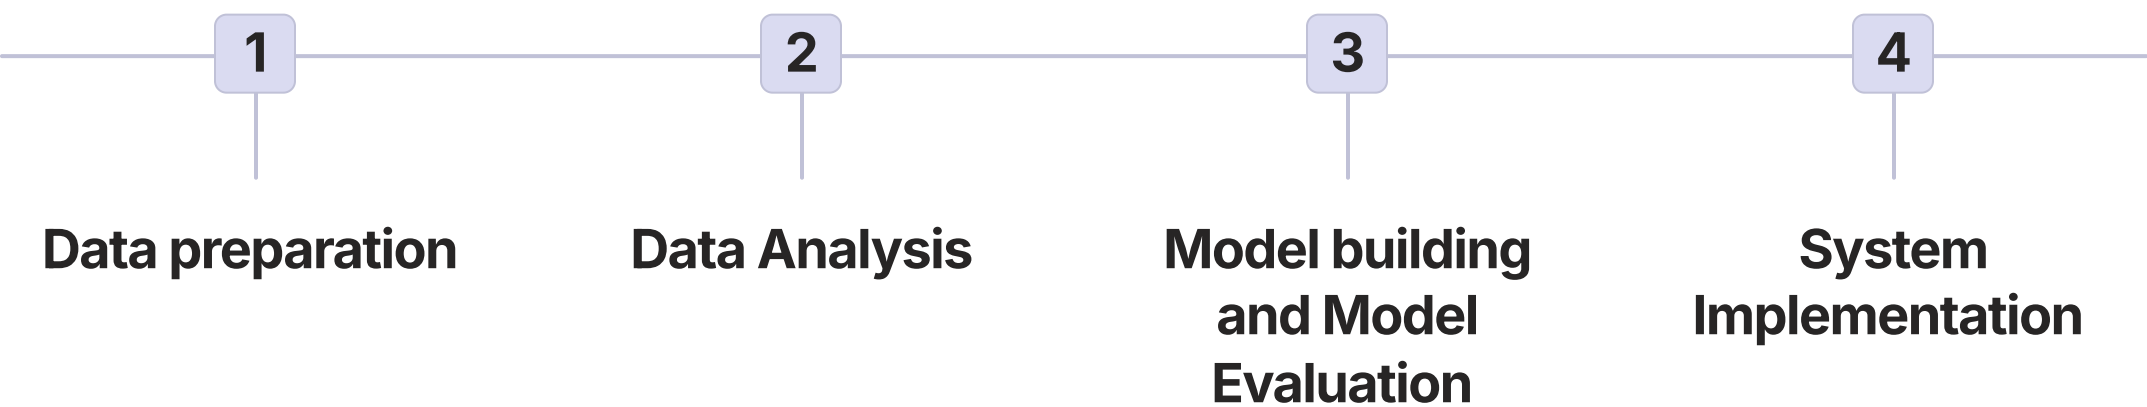 1
2
3
4
Data preparation
Data Analysis
Model building
and Model
Evaluation
System
Implementation